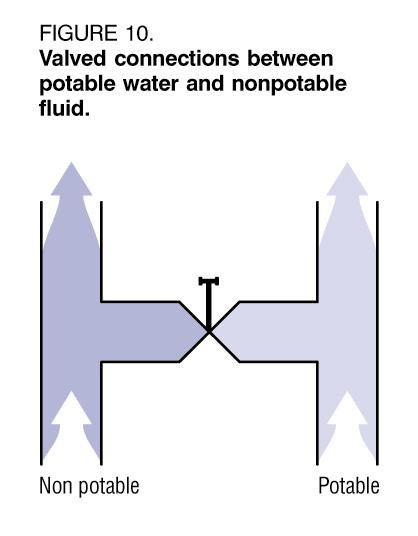 FIGURE 10.
Valved connections between
potable water and nonpotable
fluid.
Non potable
Potable